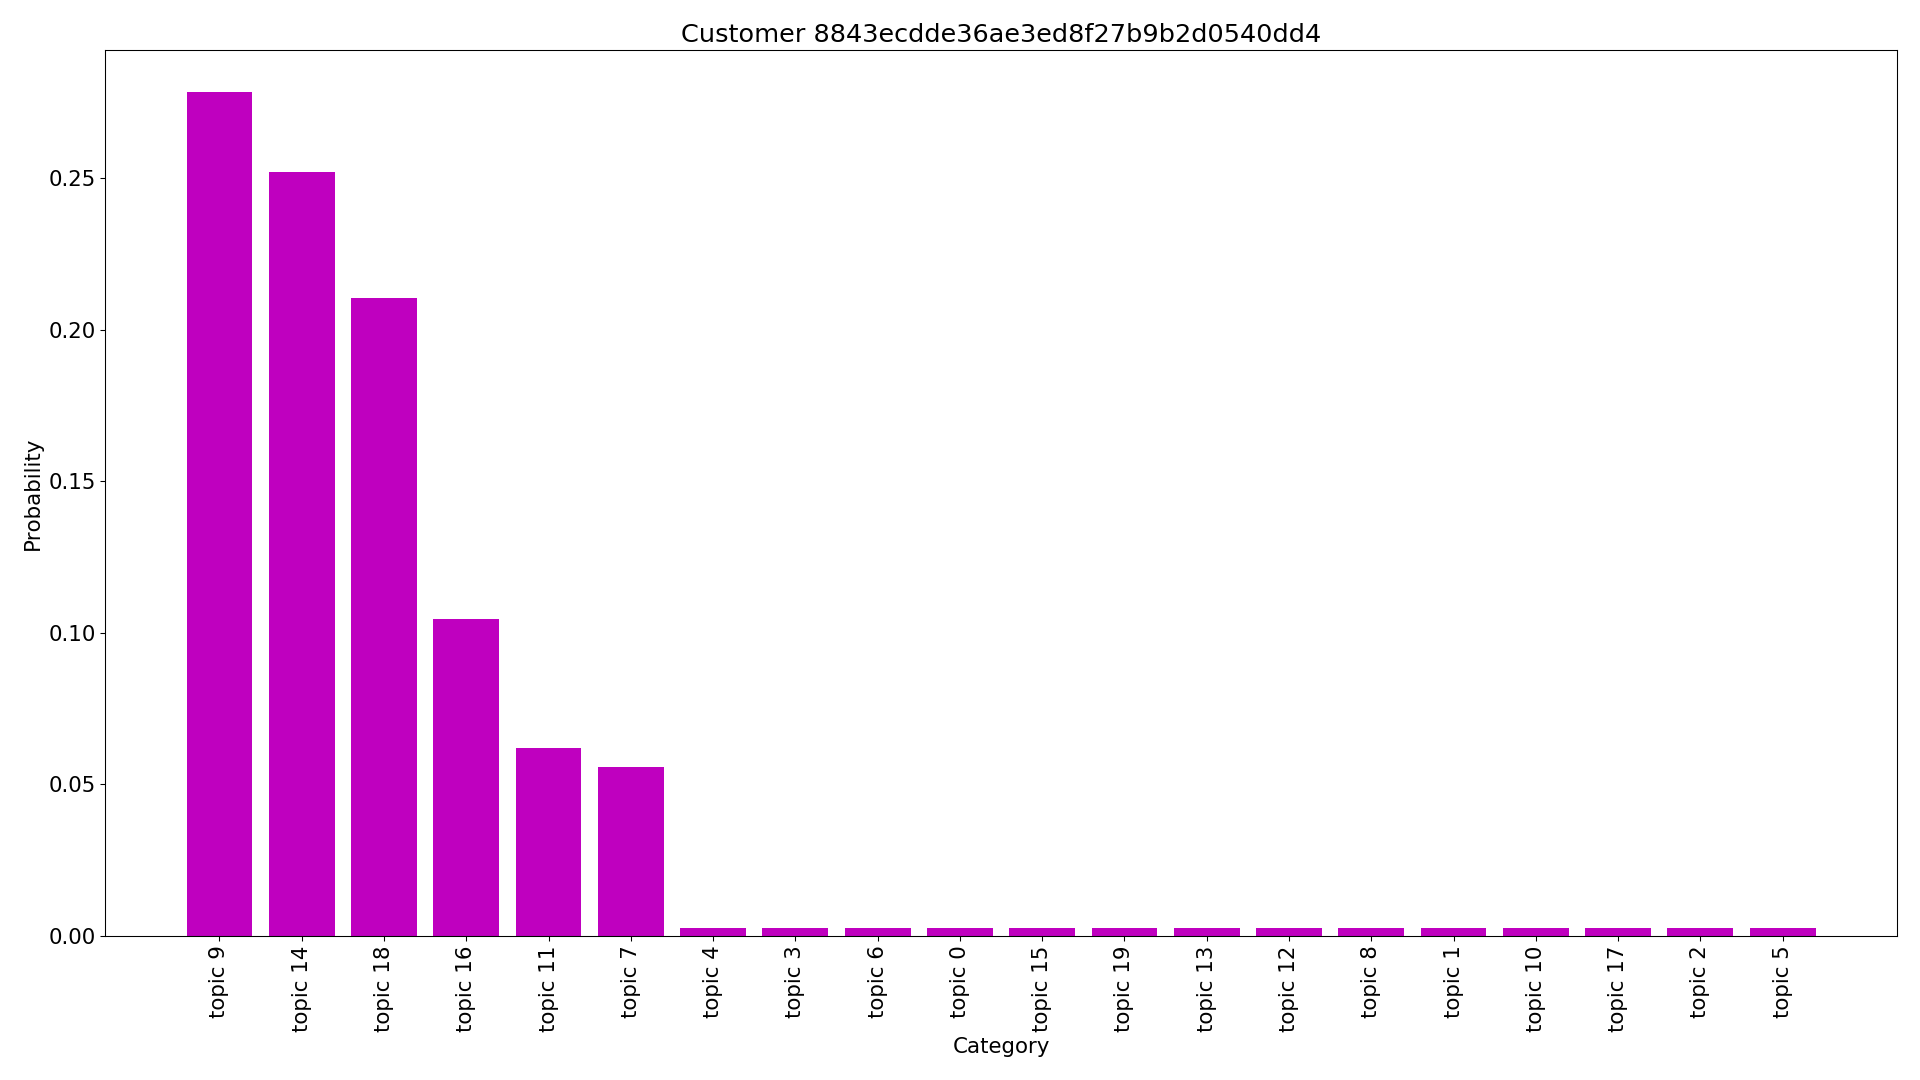 Customer 8843ecdde36ae3ed8f27b9b2d0540dd4
Probability
0.25
0.20
0.15
0.10
0.05
0.00
topic 9
topic 14
topic 18
topic 16
topic 11
topic 7
topic 4
topic 3
topic 6
topic 0
topic 15
topic 19
topic 13
topic 12
topic 8
topic 1
topic 10
topic 17
topic 2
topic 5
Category